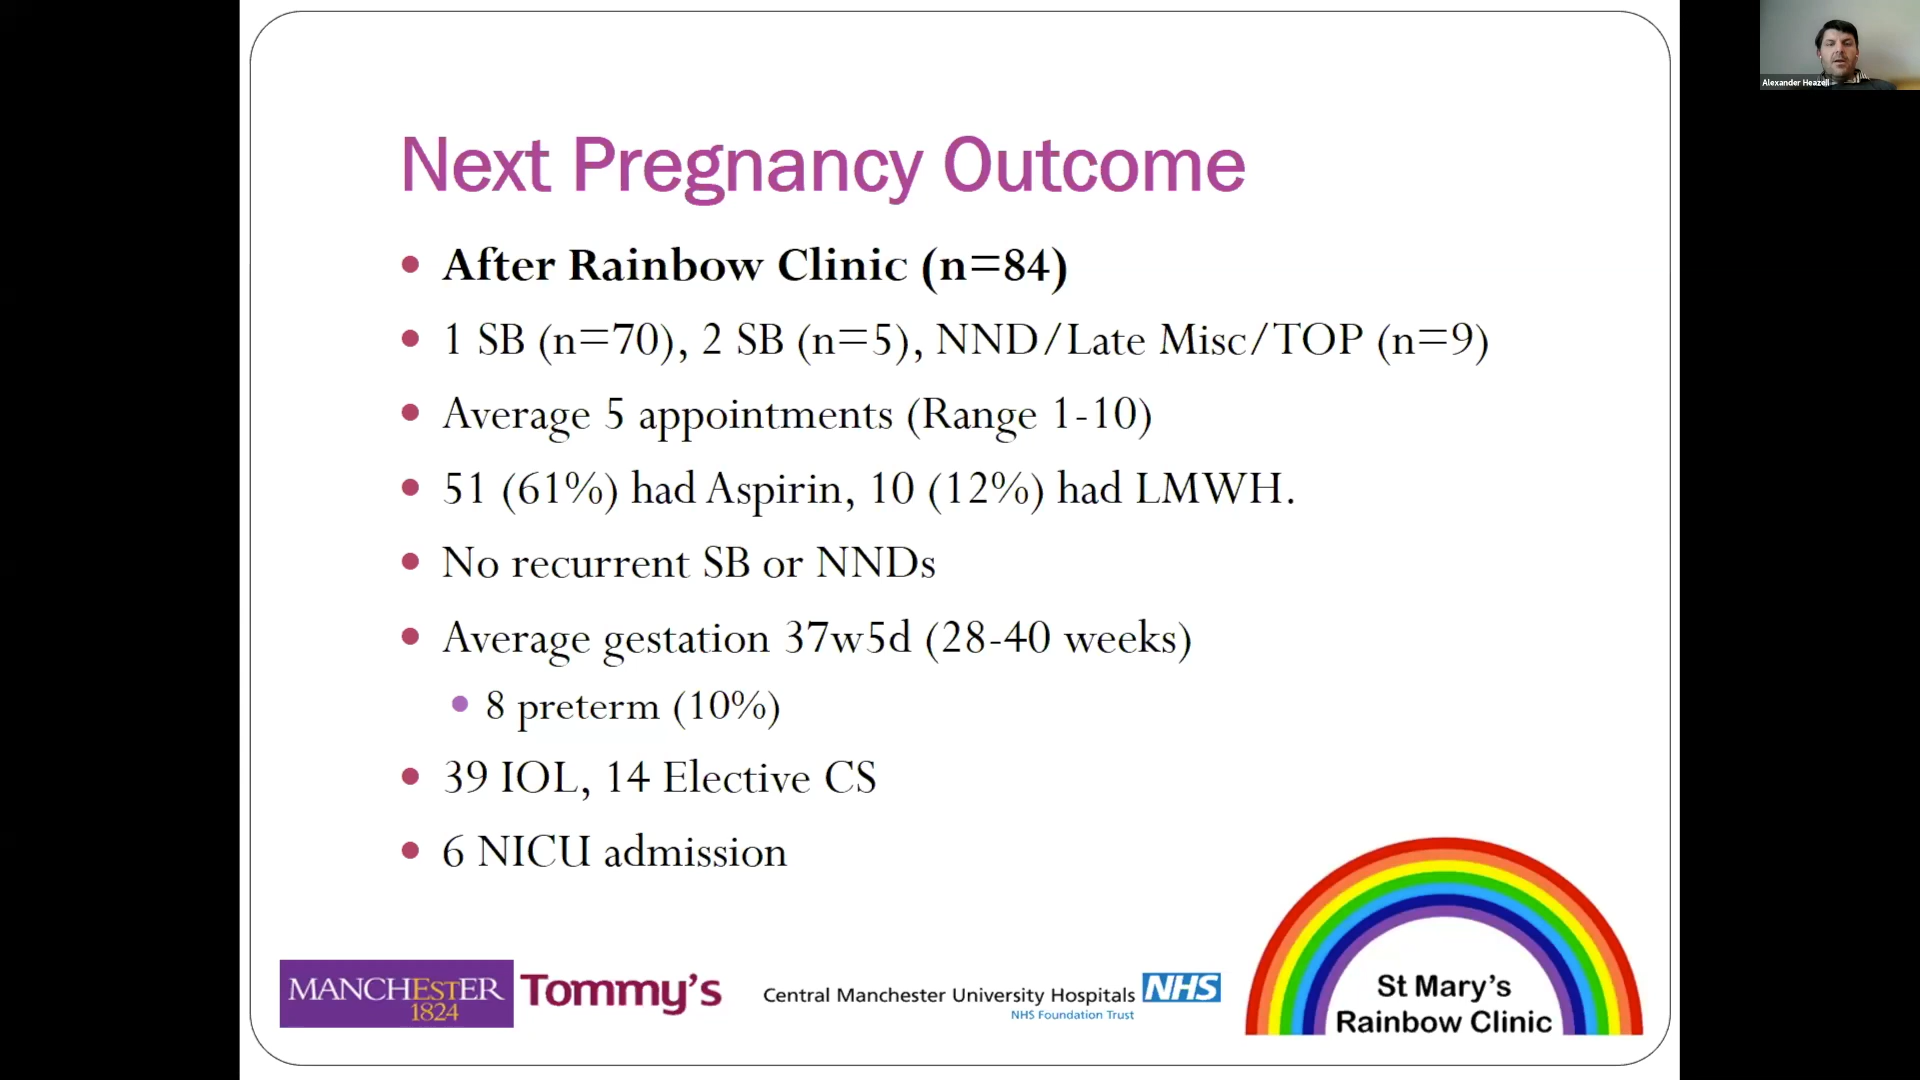 Alexander Heazell
Next Pregnancy Outcome
• After Rainbow Clinic (n=84)
• 1 SB (n=70), 2 SB (n=5), NND/Late Misc/TOP (n=9)
• Average 5 appointments (Range 1-10)
• 51 (61%) had Aspirin, 10 (12%) had LMWH.
• No recurrent SB or NNDs
• Average gestation 37w5d (28-40 weeks)
• 8 preterm (10%)
• 39 IOL, 14 Elective CS
• 6 NICU admission
MANCHESTER
1824
Tommy's
Central Manchester University Hospitals NHS
NHS Foundation Trust
St Mary's
Rainbow Clinic